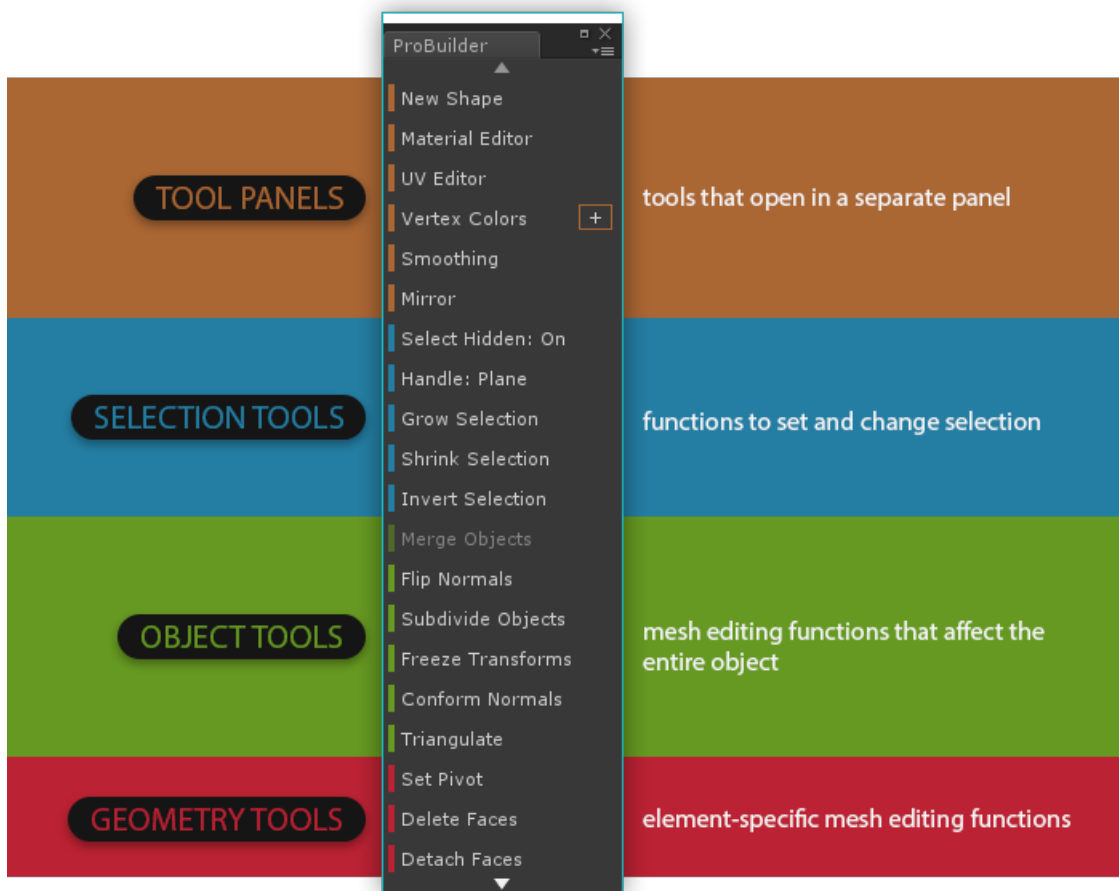 ProBuilder
New Shape
Material Editor
UV Editor
TOOL PANELS
tools that open in a separate panel
Vertex Colors +
Smoothing
Mirror
Select Hidden: On
Handle: Plane
SELECTION TOOLS
Grow Selection
functions to set and change selection
Shrink Selection
Invert Selection
Merge Objects
Flip Normals
Subdivide Objects
OBJECT TOOLS
mesh editing functions that affect the
entire object
Freeze Transforms
Conform Normals
Triangulate
Set Pivot
GEOMETRY TOOLS
Delete Faces
element-specific mesh editing functions
Detach Faces